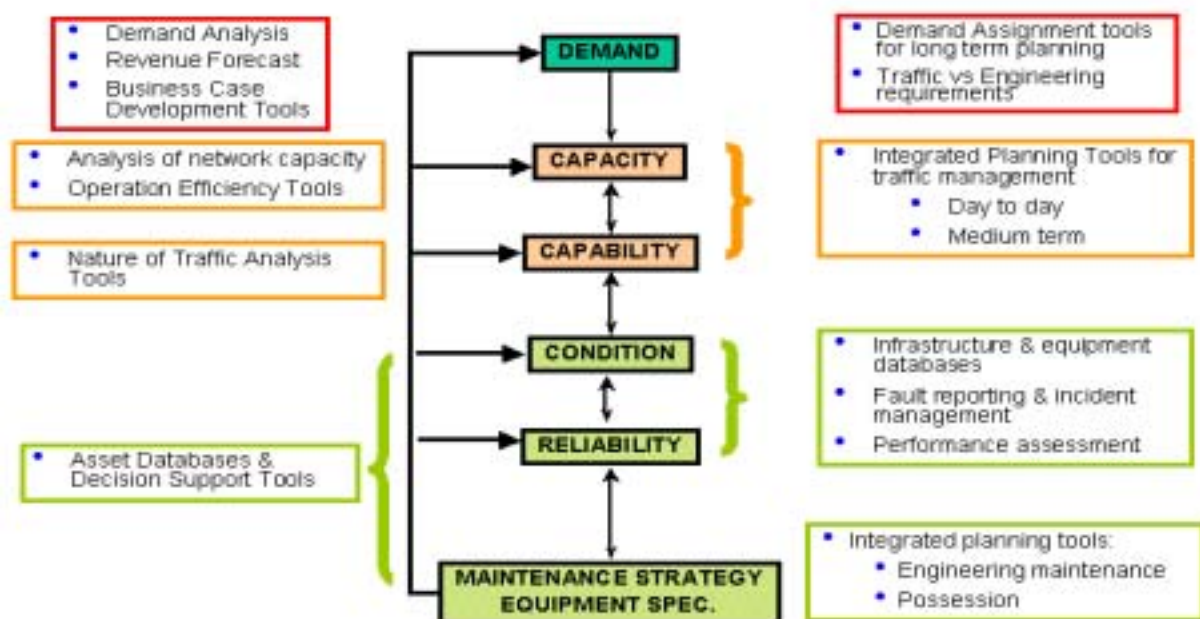 Demand Analysis
Revenue Forecast
Business Case
Development Tools
Analysis of network capacity
Operation Efficiency Tools
Nature of Traffic Analysis
Tools
Asset Databases &
Decision Support Tools
DEMAND
CAPACITY
CAPABILITY
CONDITION
RELIABILITY
MAINTENANCE STRATEGY
EQUIPMENT SPEC.
Demand Assignment tools
for long term planning
Traffic vs Engineering
requirements
Integrated Planning Tools for
traffic management
Day to day
Medium term
Infrastructure & equipment
databases
Fault reporting & incident
management
Performance assessment
Integrated planning tools:
Engineering maintenance
Possession